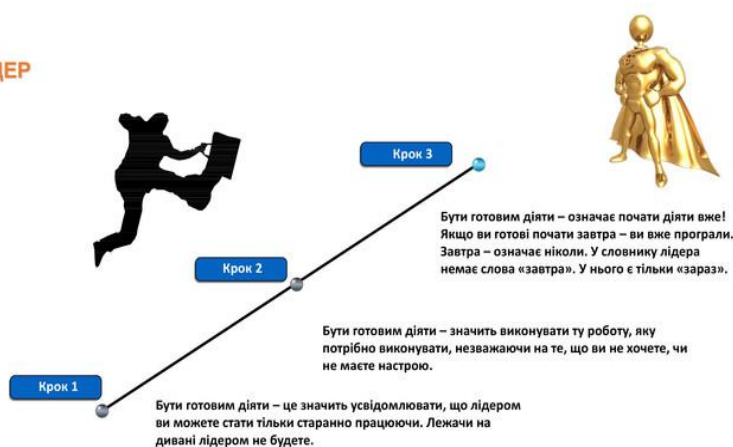 ДЕР
Крок 3
Бути готовим діяти – означає почати діяти вже!
Якщо ви готові почати завтра – ви вже програли.
Завтра – означає ніколи. У словнику лідера
немає слова «завтра». У нього є тільки «зараз».
Крок 2
Бути готовим діяти – значить виконувати ту роботу, яку
потрібно виконувати, незважаючи на те, що ви не хочете, чи
не маєте настрою.
Крок 1
Бути готовим діяти – це значить усвідомлювати, що лідером
ви можете стати тільки старанно працюючи. Лежачи на
дивані лідером не будете.